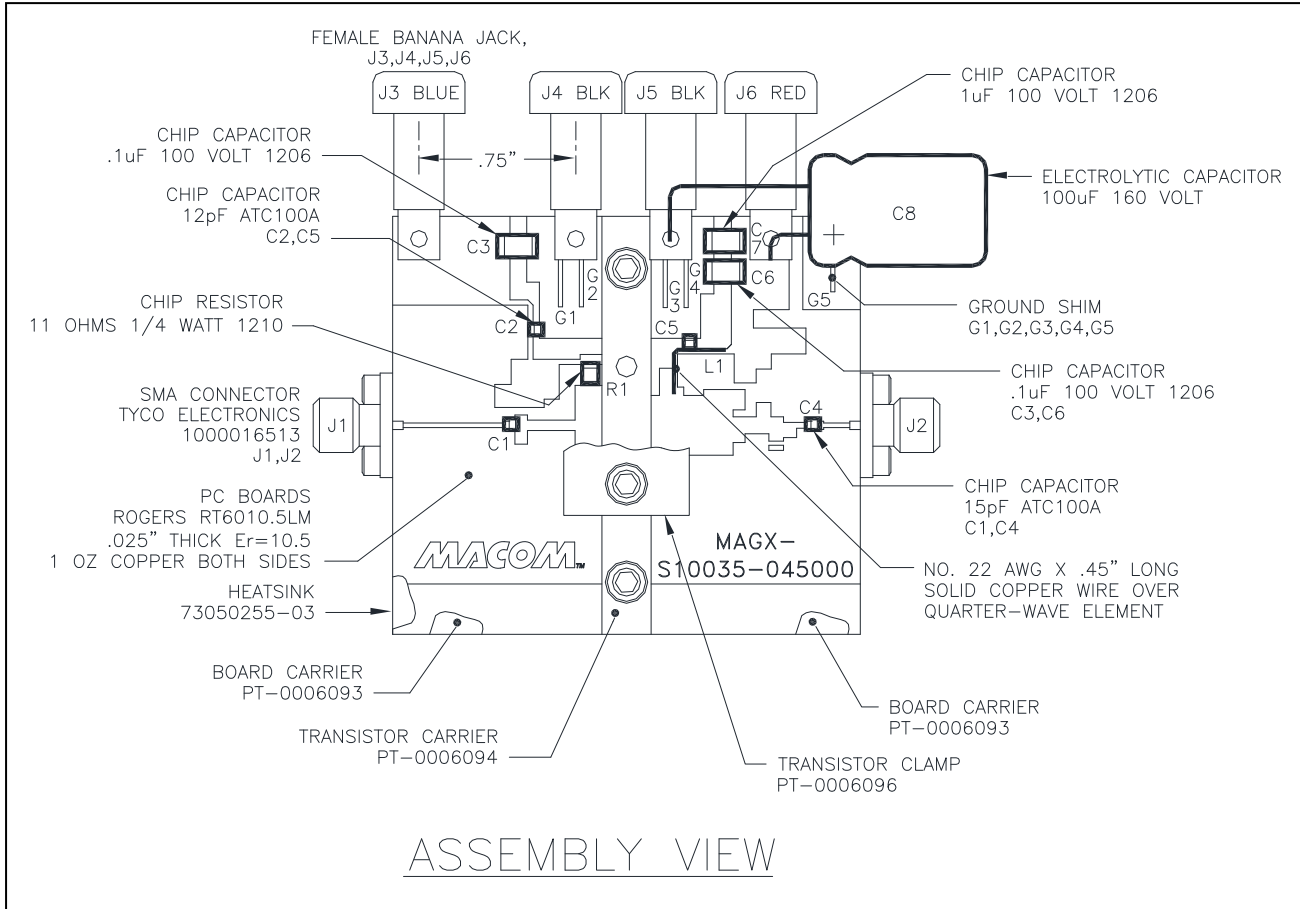 FEMALE BANANA JACK,
J3,J4,J5,J6
J3 BLUE
J4 BLK
J5 BLK
J6 RED
CHIP CAPACITOR
1uF 100 VOLT 1206
CHIP CAPACITOR
.1uF 100 VOLT 1206
.75"
ELECTROLYTIC CAPACITOR
100uF 160 VOLT
CHIP CAPACITOR
12pF ATC100A
C2,C5
C8
+
C3
C7
C6
G2
G4
G1
G3
G5
GROUND SHIM
G1,G2,G3,G4,G5
CHIP RESISTOR
11 OHMS 1/4 WATT 1210
C2
C5
L1
R1
CHIP CAPACITOR
.1uF 100 VOLT 1206
C3,C6
SMA CONNECTOR
TYCO ELECTRONICS
1000016513
J1,J2
J1
C1
C4
J2
CHIP CAPACITOR
15pF ATC100A
C1,C4
PC BOARDS
ROGERS RT6010.5LM
.025" THICK Er=10.5
1 OZ COPPER BOTH SIDES
MACOM™
MAGX-
S10035-045000
NO. 22 AWG X .45" LONG
SOLID COPPER WIRE OVER
QUARTER-WAVE ELEMENT
HEATSINK
73050255-03
BOARD CARRIER
PT-0006093
BOARD CARRIER
PT-0006093
TRANSISTOR CARRIER
PT-0006094
TRANSISTOR CLAMP
PT-0006096
ASSEMBLY VIEW